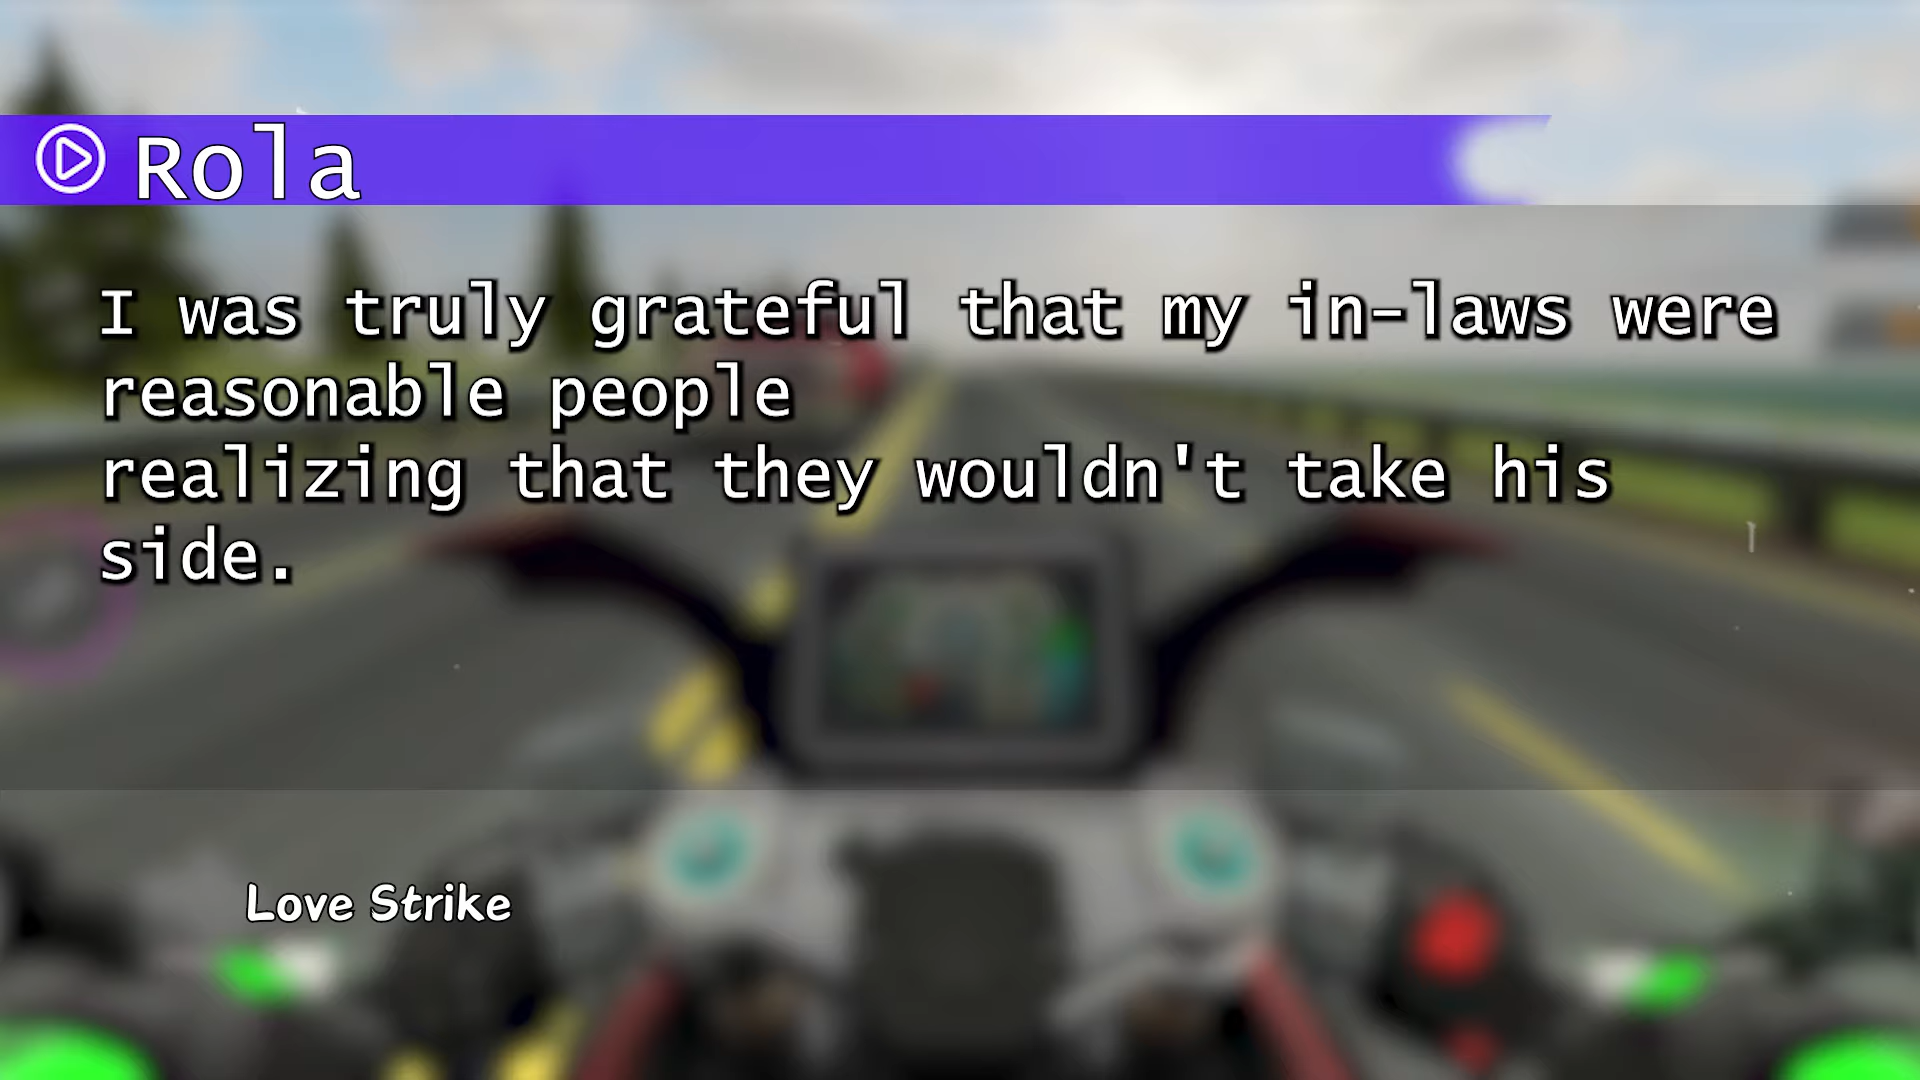 Rola
I was truly grateful that my in-laws were
reasonable people
realizing that they wouldn't take his
side.
Love Strike